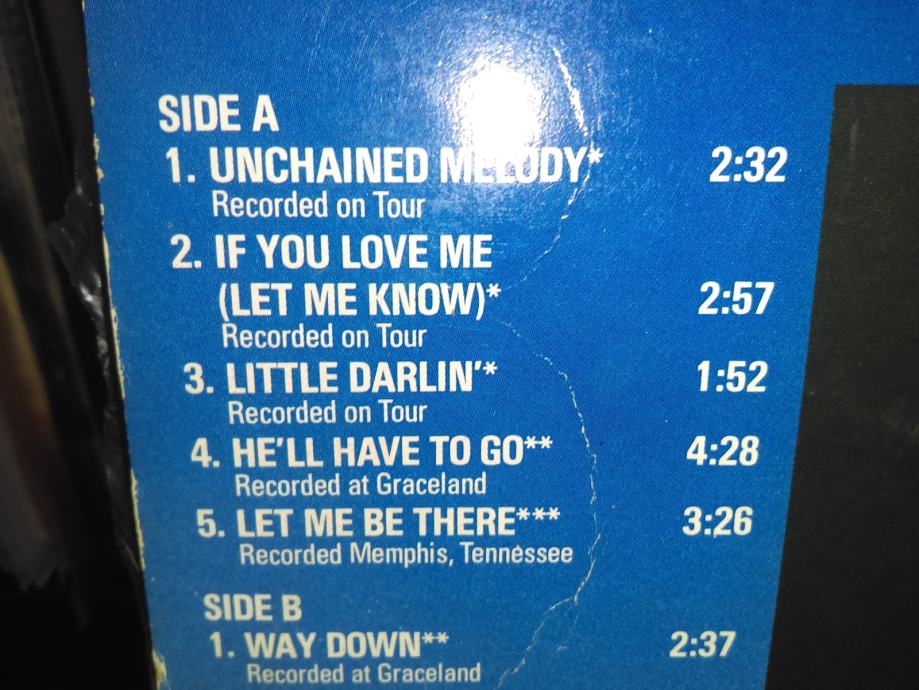 SIDE A
1. UNCHAINED MELODY* 2:32
Recorded on Tour
2. IF YOU LOVE ME
(LET ME KNOW)* 2:57
Recorded on Tour
3. LITTLE DARLIN'* 1:52
Recorded on Tour
4. HE'LL HAVE TO GO** 4:28
Recorded at Graceland
5. LET ME BE THERE*** 3:26
Recorded Memphis, Tennessee
SIDE B
1. WAY DOWN** 2:37
Recorded at Graceland